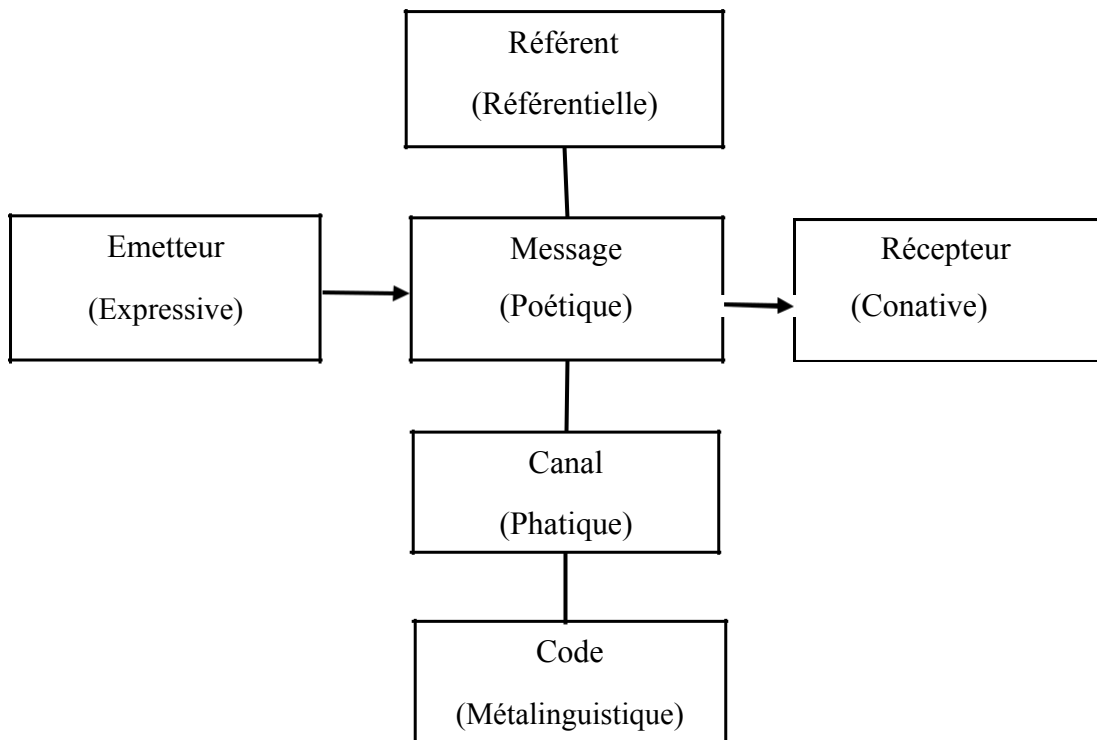 Référent
(Référentielle)
Emetteur
(Expressive)
Message
(Poétique)
Récepteur
(Conative)
Canal
(Phatique)
Code
(Métalinguistique)